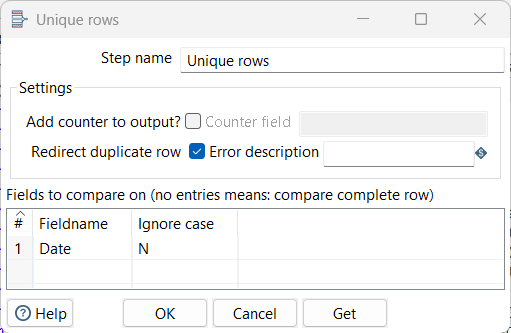 Unique rows
Step name Unique rows
Settings
Add counter to output? Counter field
Redirect duplicate row Error description
Fields to compare on (no entries means: compare complete row)
# Fieldname Ignore case
1 Date N
Help OK Cancel Get